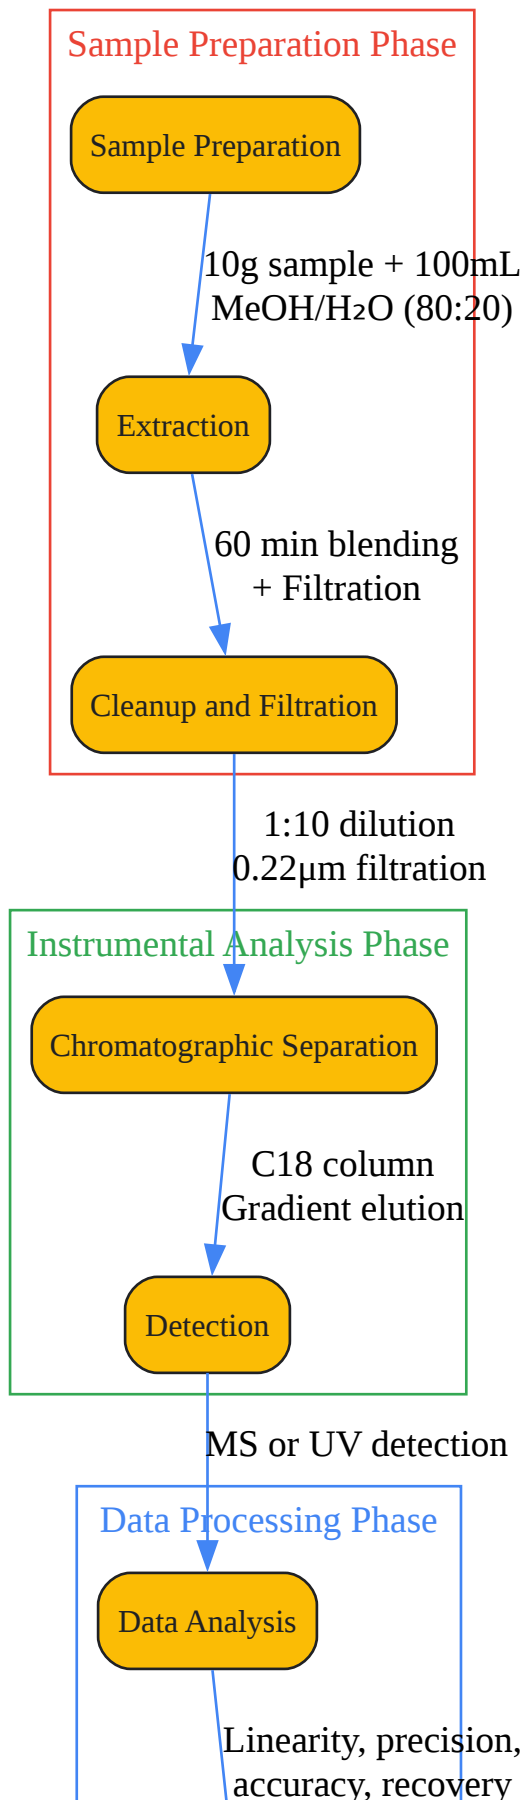 Sample Preparation Phase
Sample Preparation
10g sample + 100mL
MeOH/H₂O (80:20)
Extraction
60 min blending
+ Filtration
Cleanup and Filtration
1:10 dilution
0.22μm filtration
Instrumental Analysis Phase
Chromatographic Separation
C18 column
Gradient elution
Detection
MS or UV detection
Data Processing Phase
Data Analysis
Linearity, precision,
accuracy, recovery